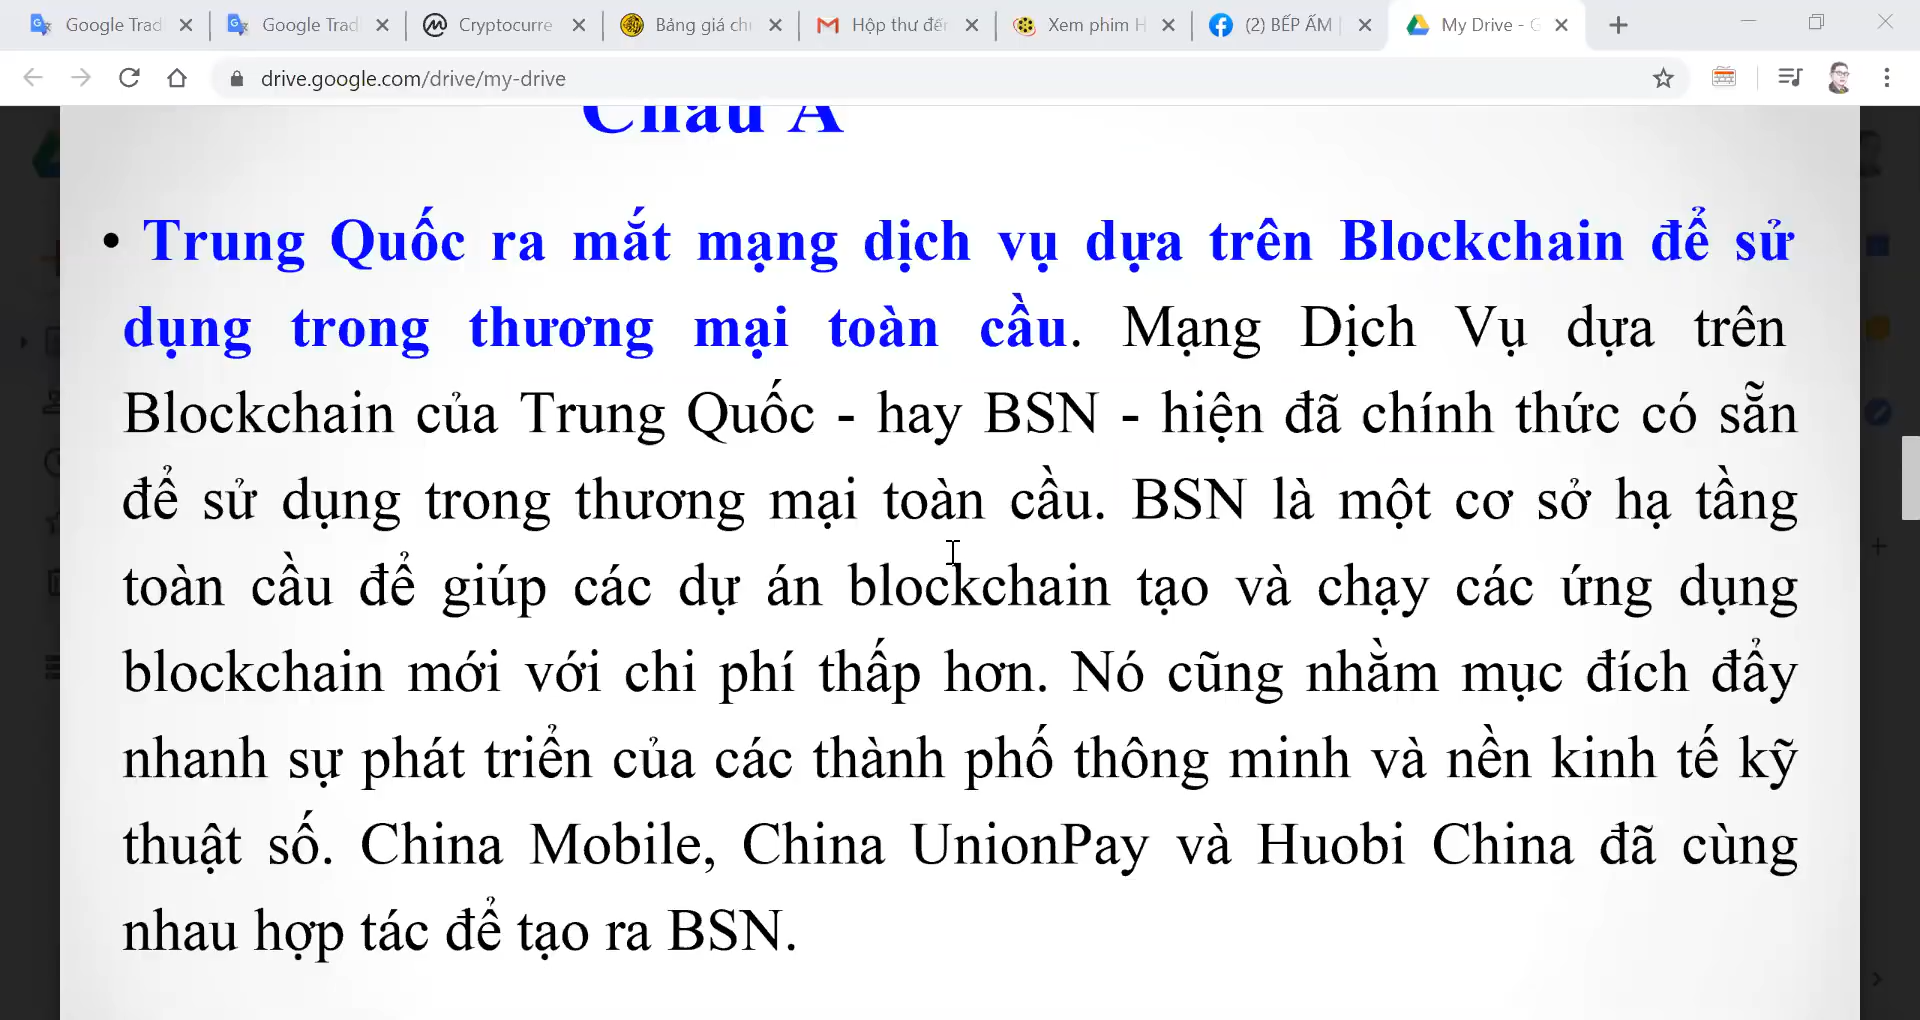 Google Trad
Google Trad
Cryptocurre
Bảng giá ch
Hộp thư đến
Xem phim H
(2) BẾP ẤM |
My Drive - G
drive.google.com/drive/my-drive
Châu Á
• Trung Quốc ra mắt mạng dịch vụ dựa trên Blockchain để sử
dụng trong thương mại toàn cầu. Mạng Dịch Vụ dựa trên
Blockchain của Trung Quốc - hay BSN - hiện đã chính thức có sẵn
để sử dụng trong thương mại toàn cầu. BSN là một cơ sở hạ tầng
toàn cầu để giúp các dự án blockchain tạo và chạy các ứng dụng
blockchain mới với chi phí thấp hơn. Nó cũng nhằm mục đích đẩy
nhanh sự phát triển của các thành phố thông minh và nền kinh tế kỹ
thuật số. China Mobile, China UnionPay và Huobi China đã cùng
nhau hợp tác để tạo ra BSN.